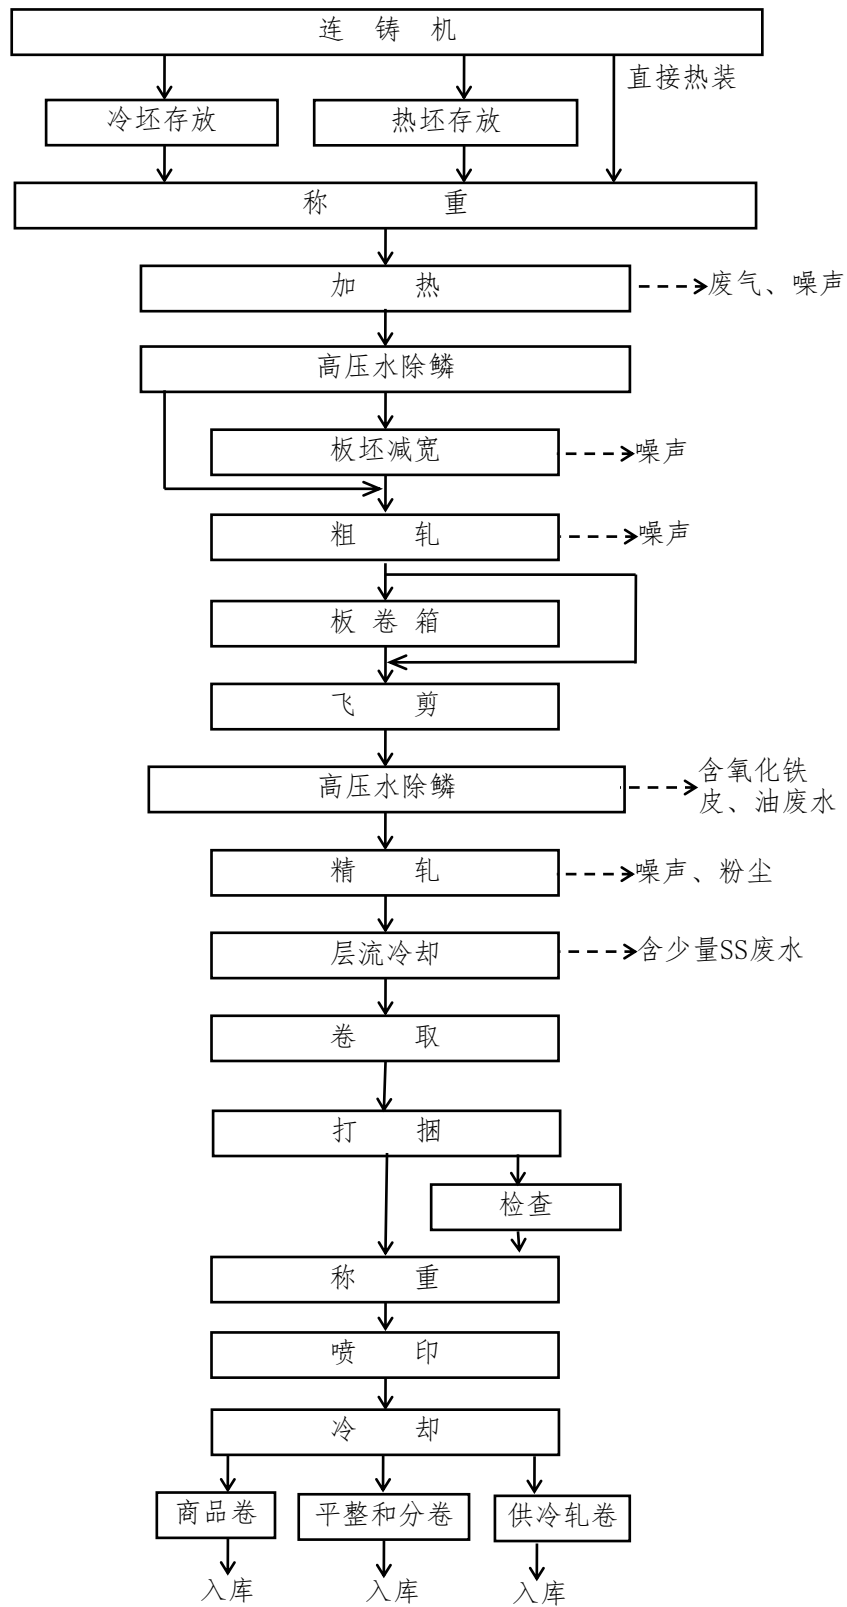 连 铸 机
直接热装
冷坯存放
热坯存放
称 重
加 热
废气、噪声
高压水除鳞
板坯减宽
噪声
粗 轧
噪声
板 卷 箱
飞 剪
高压水除鳞
含氧化铁
皮、油废水
精 轧
噪声、粉尘
层流冷却
含少量SS废水
卷 取
打 捆
检查
称 重
喷 印
冷 却
商品卷
平整和分卷
供冷轧卷
入库
入库
入库